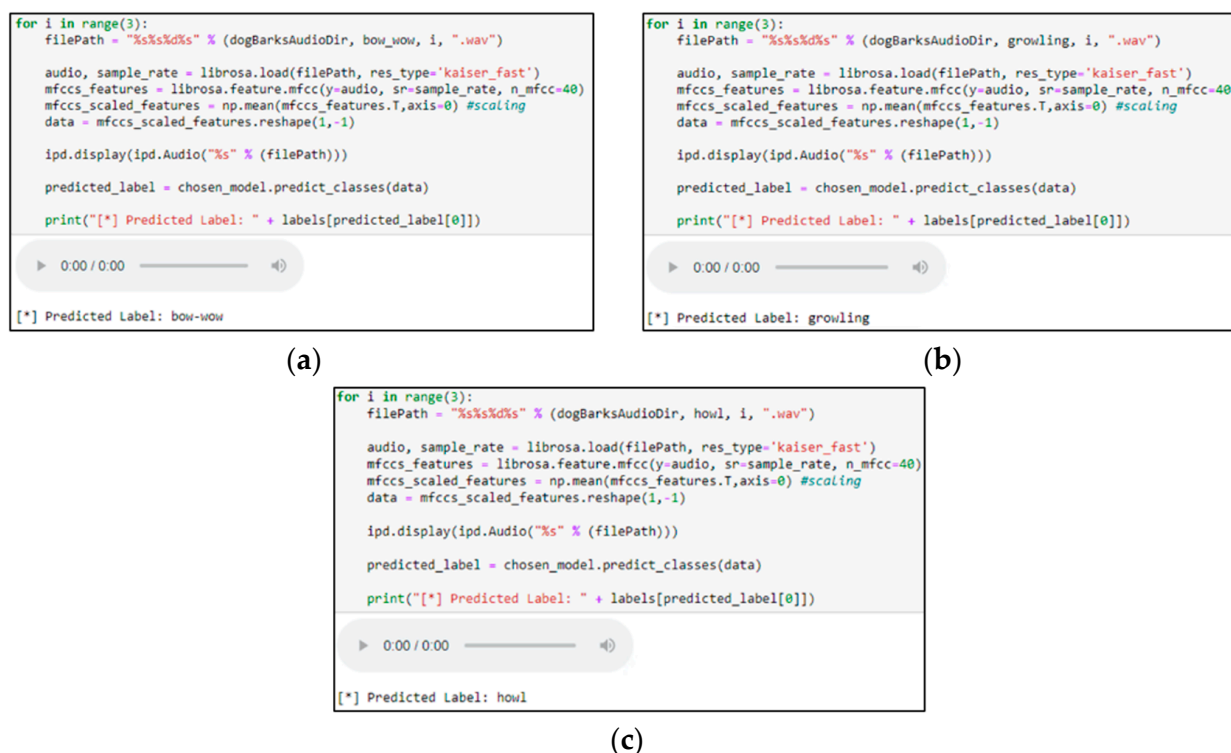 for i in range(3):
    filePath = "%s%s%d%s" % (dogBarksAudioDir, bow_wow, i, ".wav")
    audio, sample_rate = librosa.load(filePath, res_type='kaiser_fast')
    mfccs_features = librosa.feature.mfcc(y=audio, sr=sample_rate, n_mfcc=40)
    mfccs_scaled_features = np.mean(mfccs_features.T,axis=0) #scaling
    data = mfccs_scaled_features.reshape(1,-1)
    ipd.display(ipd.Audio("%s" % (filePath)))
    predicted_label = chosen_model.predict_classes(data)
    print("[*] Predicted Label: " + labels[predicted_label[0]])
0:00 / 0:00
[*] Predicted Label: bow-wow
(a)
for i in range(3):
    filePath = "%s%s%d%s" % (dogBarksAudioDir, growling, i, ".wav")
    audio, sample_rate = librosa.load(filePath, res_type='kaiser_fast')
    mfccs_features = librosa.feature.mfcc(y=audio, sr=sample_rate, n_mfcc=40
    mfccs_scaled_features = np.mean(mfccs_features.T,axis=0) #scaling
    data = mfccs_scaled_features.reshape(1,-1)
    ipd.display(ipd.Audio("%s" % (filePath)))
    predicted_label = chosen_model.predict_classes(data)
    print("[*] Predicted Label: " + labels[predicted_label[0]])
0:00 / 0:00
[*] Predicted Label: growling
(b)
for i in range(3):
    filePath = "%s%s%d%s" % (dogBarksAudioDir, howl, i, ".wav")
    audio, sample_rate = librosa.load(filePath, res_type='kaiser_fast')
    mfccs_features = librosa.feature.mfcc(y=audio, sr=sample_rate, n_mfcc=40)
    mfccs_scaled_features = np.mean(mfccs_features.T,axis=0) #scaling
    data = mfccs_scaled_features.reshape(1,-1)
    ipd.display(ipd.Audio("%s" % (filePath)))
    predicted_label = chosen_model.predict_classes(data)
    print("[*] Predicted Label: " + labels[predicted_label[0]])
0:00 / 0:00
[*] Predicted Label: howl
(c)